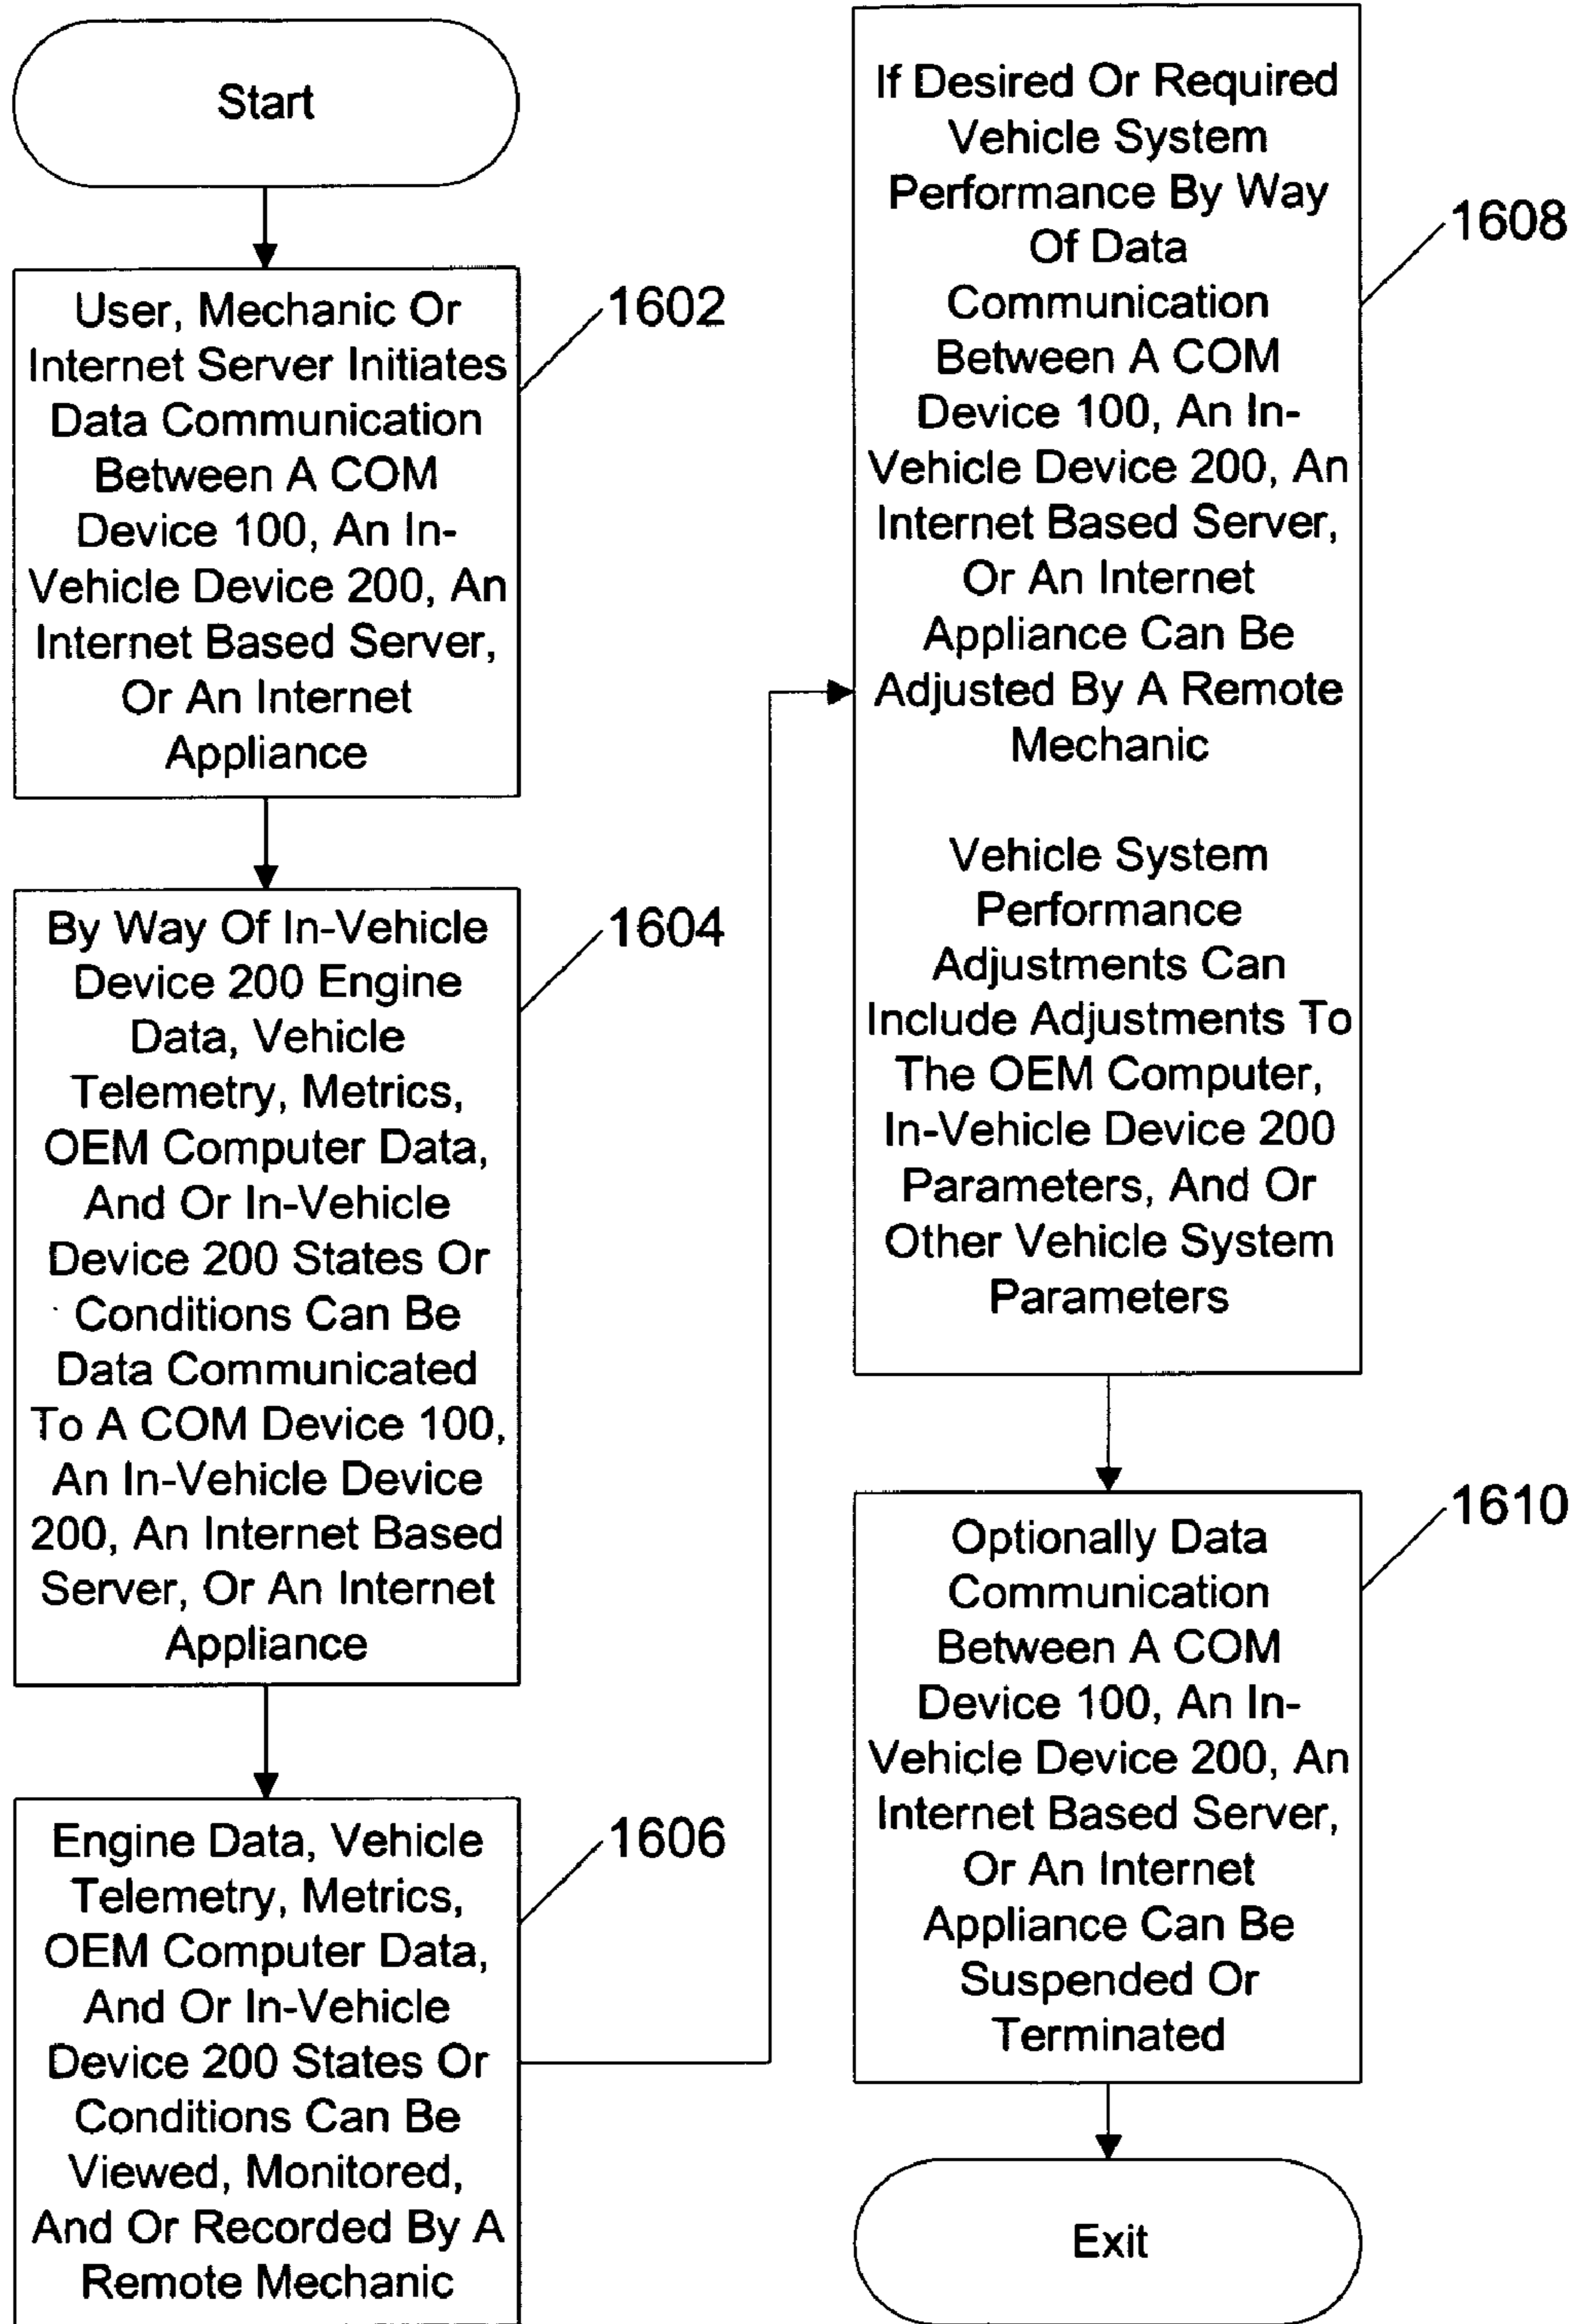 Start
User, Mechanic Or
Internet Server Initiates
Data Communication
Between A COM
Device 100, An In-
Vehicle Device 200, An
Internet Based Server,
Or An Internet
Appliance
1602
By Way Of In-Vehicle
Device 200 Engine
Data, Vehicle
Telemetry, Metrics,
OEM Computer Data,
And Or In-Vehicle
Device 200 States Or
Conditions Can Be
Data Communicated
To A COM Device 100,
An In-Vehicle Device
200, An Internet Based
Server, Or An Internet
Appliance
1604
Engine Data, Vehicle
Telemetry, Metrics,
OEM Computer Data,
And Or In-Vehicle
Device 200 States Or
Conditions Can Be
Viewed, Monitored,
And Or Recorded By A
Remote Mechanic
1606
If Desired Or Required
Vehicle System
Performance By Way
Of Data
Communication
Between A COM
Device 100, An In-
Vehicle Device 200, An
Internet Based Server,
Or An Internet
Appliance Can Be
Adjusted By A Remote
Mechanic
Vehicle System
Performance
Adjustments Can
Include Adjustments To
The OEM Computer,
In-Vehicle Device 200
Parameters, And Or
Other Vehicle System
Parameters
1608
Optionally Data
Communication
Between A COM
Device 100, An In-
Vehicle Device 200, An
Internet Based Server,
Or An Internet
Appliance Can Be
Suspended Or
Terminated
1610
Exit